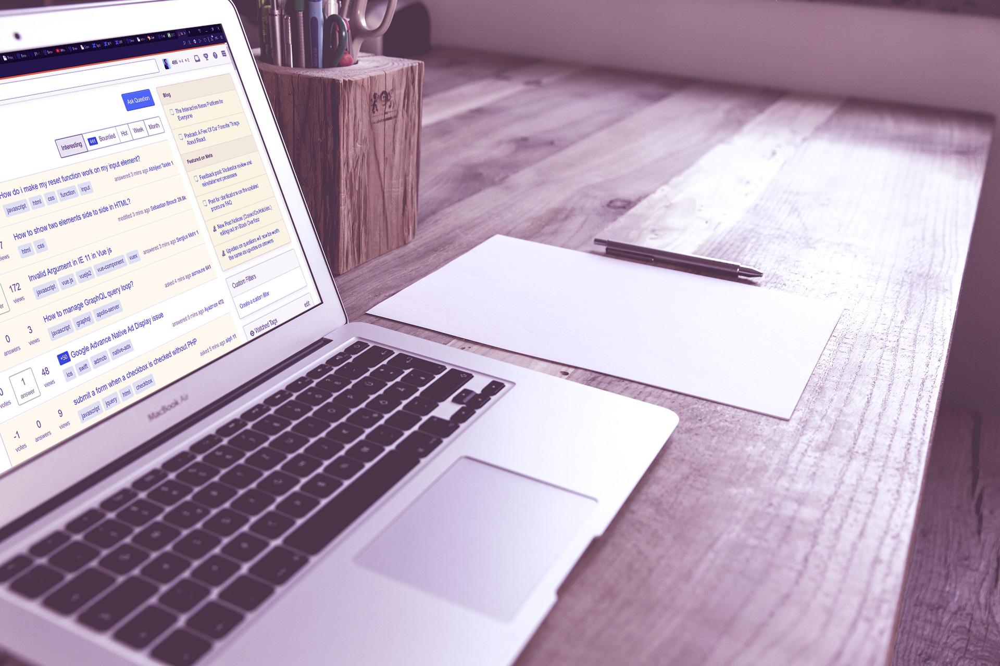 495
Ask Question
Interesting
441 Bountied
Hot
Week
Month
How do i make my reset function work on my input element?
javascript html css function input
answered 3 mins ago Abhijeet Talele 1
7
views
How to show two elements side to side in HTML?
html css
modified 3 mins ago Sebastian Brosch 29.8k
172
views
Invalid Argument in IE 11 in Vue js
javascript vue.js vuejs2 vue-component vuex
answered 3 mins ago Sergius Mohr 1
0
answers
3
views
How to manage GraphQL query loop?
javascript graphql apollo-server
asked 4 mins ago acmoune 641
0
votes
1
answer
48
views
+50 Google Advance Native Ad Display issue
ios swift admob native-ads
answered 5 mins ago Ayazmon 472
-1
votes
0
answers
9
views
submit a form when a checkbox is checked without PHP
javascript jquery html checkbox
asked 5 mins ago alpfi 11
Blog
The Interactive News Platform for
Everyone
Podcast: A Few Of Our Favorite Things
About React
Featured on Meta
Feedback post: Moderator review and
reinstatement processes
Post for clarifications on the updated
pronouns FAQ
New Post Notices (Closed/On Hold/etc.)
rolling out on Stack Overflow
Upvotes on questions will now be worth
the same as upvotes on answers
Custom Filters
Create a custom filter
Watched Tags
edit
MacBook Air